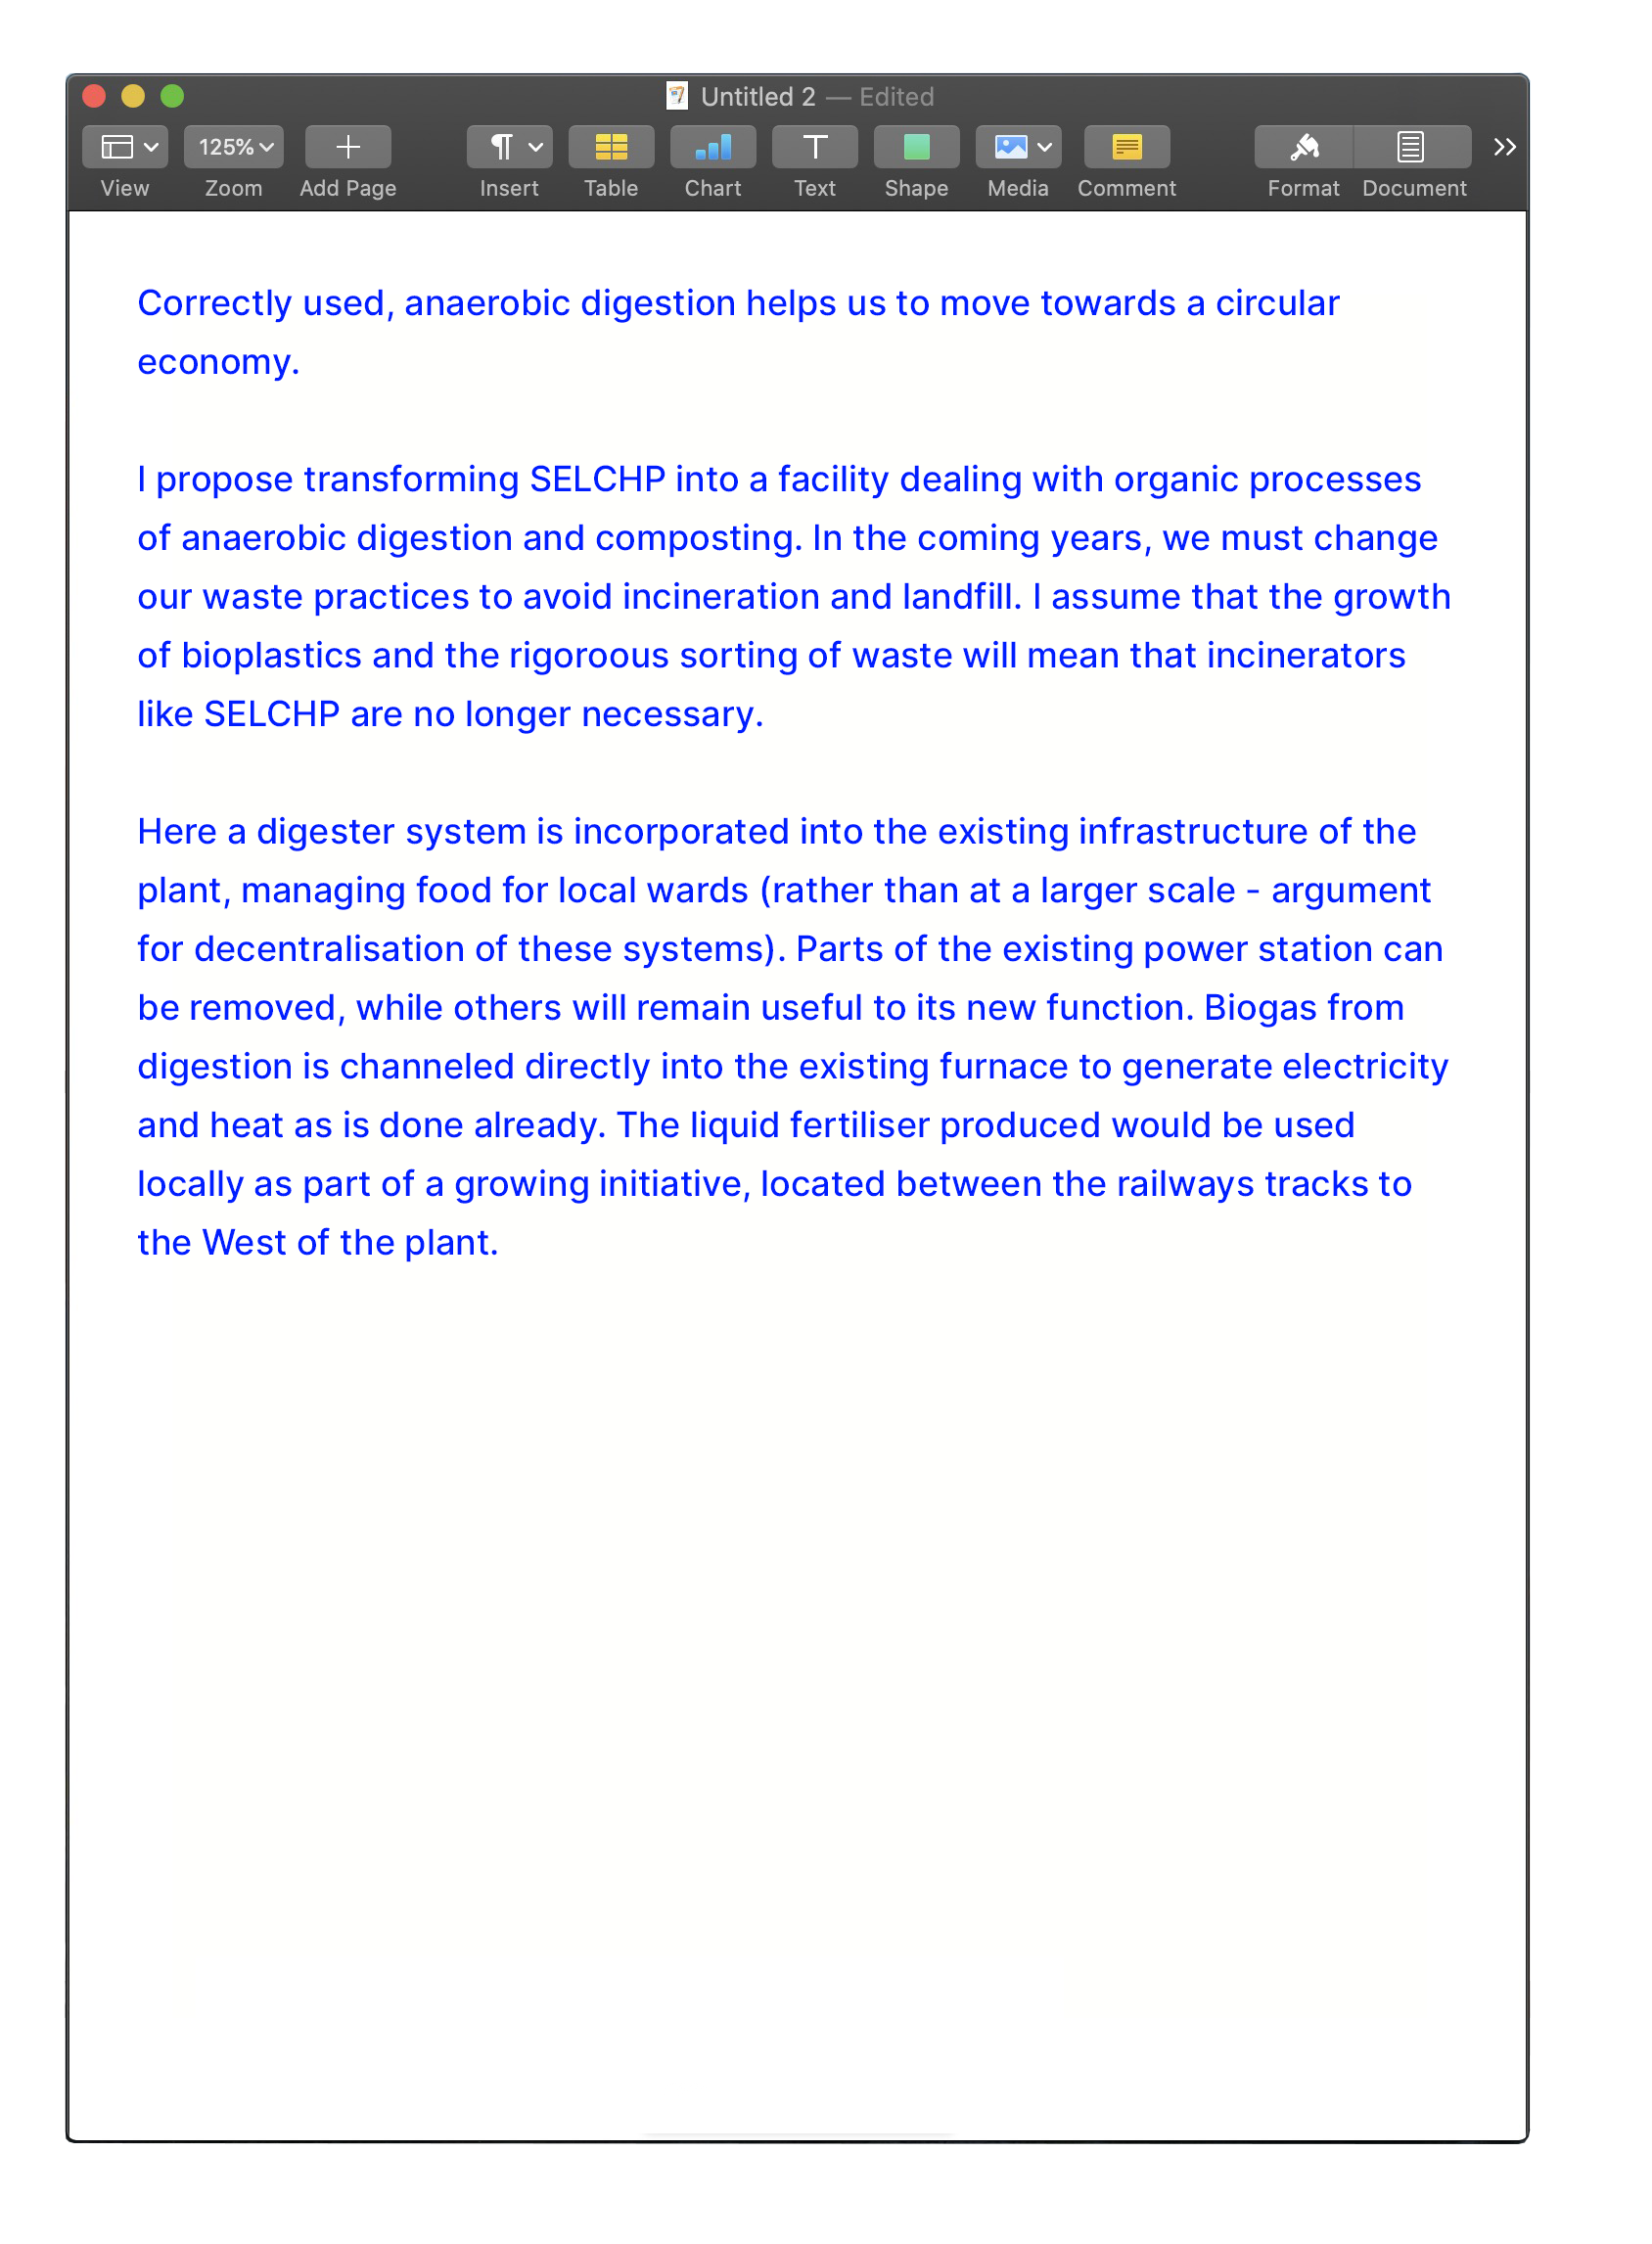 Untitled 2 — Edited
125%
View Zoom Add Page Insert Table Chart Text Shape Media Comment Format Document
Correctly used, anaerobic digestion helps us to move towards a circular
economy.
I propose transforming SELCHP into a facility dealing with organic processes
of anaerobic digestion and composting. In the coming years, we must change
our waste practices to avoid incineration and landfill. I assume that the growth
of bioplastics and the rigoroous sorting of waste will mean that incinerators
like SELCHP are no longer necessary.
Here a digester system is incorporated into the existing infrastructure of the
plant, managing food for local wards (rather than at a larger scale - argument
for decentralisation of these systems). Parts of the existing power station can
be removed, while others will remain useful to its new function. Biogas from
digestion is channeled directly into the existing furnace to generate electricity
and heat as is done already. The liquid fertiliser produced would be used
locally as part of a growing initiative, located between the railways tracks to
the West of the plant.